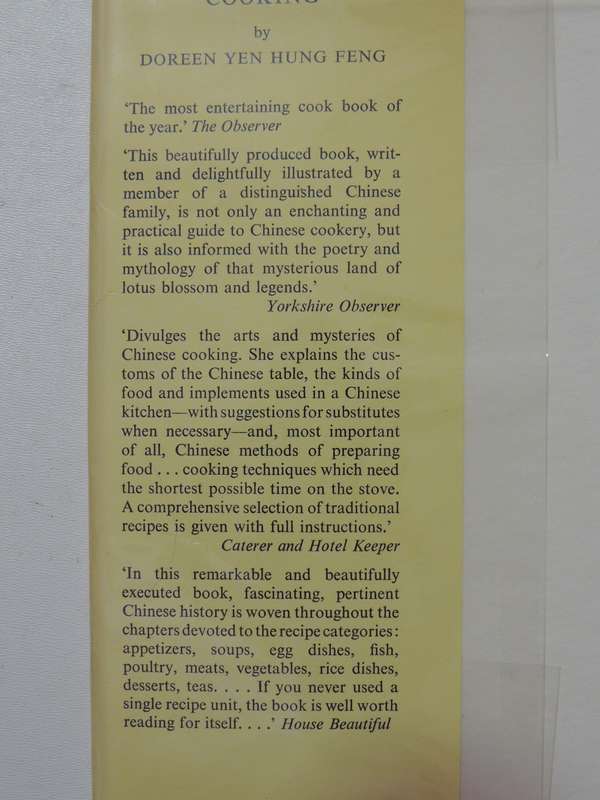 COOKING
by
DOREEN YEN HUNG FENG
‘The most entertaining cook book of
the year.’ The Observer
‘This beautifully produced book, writ-
ten and delightfully illustrated by a
member of a distinguished Chinese
family, is not only an enchanting and
practical guide to Chinese cookery, but
it is also informed with the poetry and
mythology of that mysterious land of
lotus blossom and legends.’
Yorkshire Observer
‘Divulges the arts and mysteries of
Chinese cooking. She explains the cus-
toms of the Chinese table, the kinds of
food and implements used in a Chinese
kitchen—with suggestions for substitutes
when necessary—and, most important
of all, Chinese methods of preparing
food . . . cooking techniques which need
the shortest possible time on the stove.
A comprehensive selection of traditional
recipes is given with full instructions.’
Caterer and Hotel Keeper
‘In this remarkable and beautifully
executed book, fascinating, pertinent
Chinese history is woven throughout the
chapters devoted to the recipe categories:
appetizers, soups, egg dishes, fish,
poultry, meats, vegetables, rice dishes,
desserts, teas. . . . If you never used a
single recipe unit, the book is well worth
reading for itself. . . .’ House Beautiful